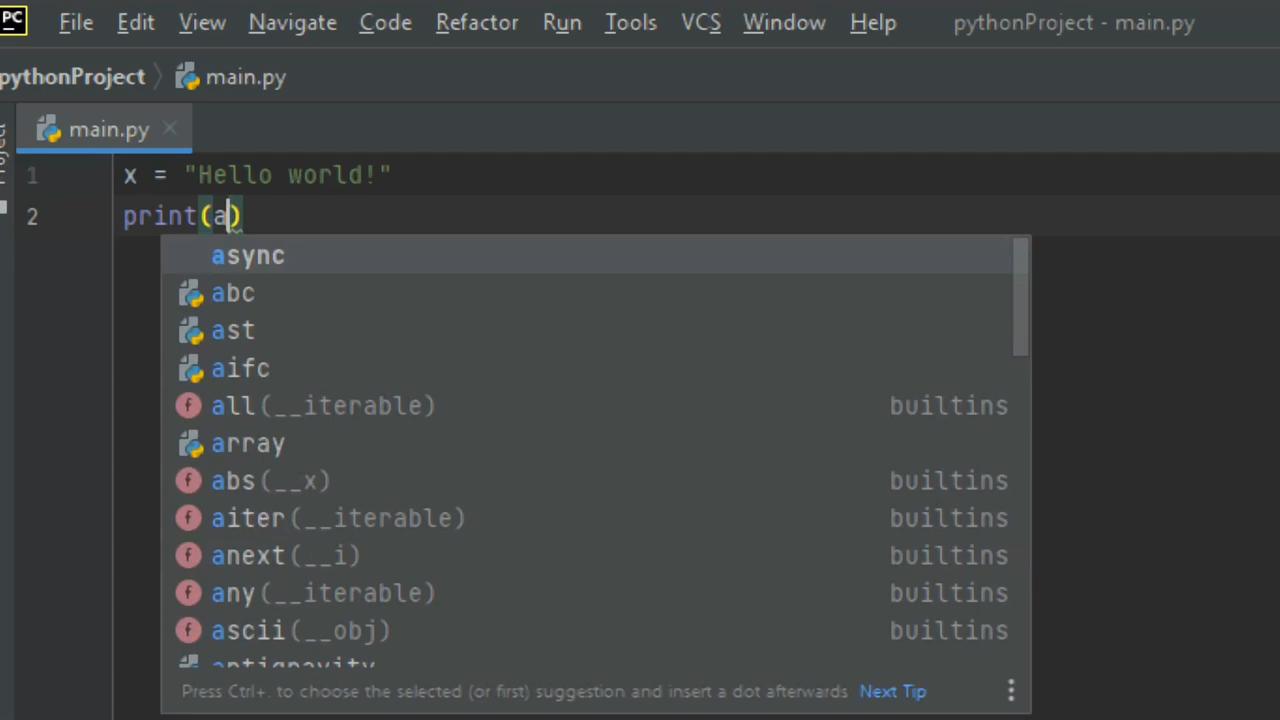 PC File Edit View Navigate Code Refactor Run Tools VCS Window Help pythonProject - main.py
pythonProject main.py
main.py
1 x = "Hello world!"
2 print(a)
async
abc
ast
aifc
all(__iterable) builtins
array
abs(__x) builtins
aiter(__iterable) builtins
anext(__i) builtins
any(__iterable) builtins
ascii(__obj) builtins
antigravity
Press Ctrl+. to choose the selected (or first) suggestion and insert a dot afterwards Next Tip